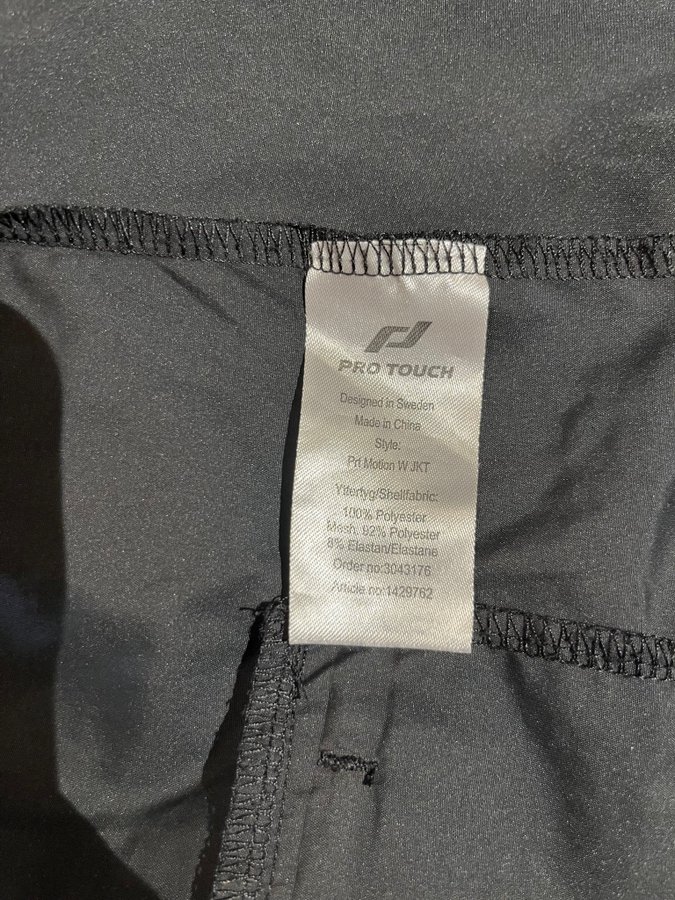 PRO TOUCH
Designed in Sweden
Made in China
Style:
Prt Motion W JKT
Ytfertyg/Shellfabric:
100% Polyester
Mesh: 92% Polyester
8% Elastan/Elastane
Order no:3043176
Article no:1429762